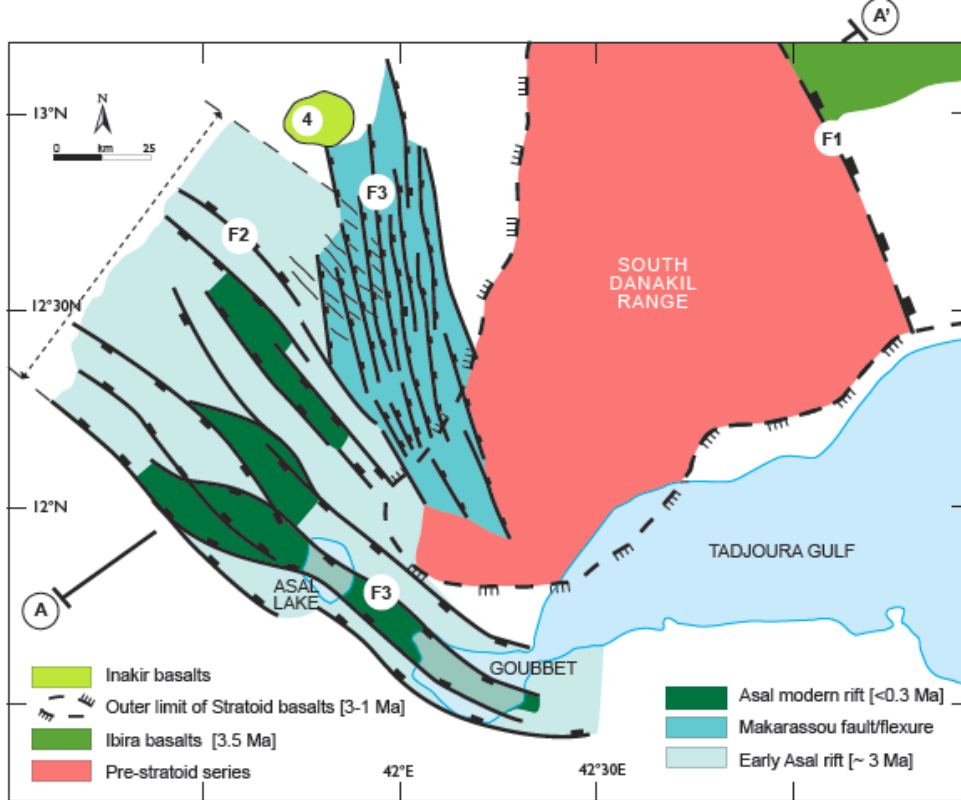 A'
13°N
N
0 km 25
4
F1
F3
F2
SOUTH
DANAKIL
RANGE
12°30N
12°N
TADJOURA GULF
A
ASAL
LAKE
F3
GOUBBET
Inakir basalts
Outer limit of Stratoid basalts [3-1 Ma]
Ibira basalts [3.5 Ma]
Pre-stratoid series
42°E
42°30E
Asal modern rift [<0.3 Ma]
Makarassou fault/flexure
Early Asal rift [~ 3 Ma]